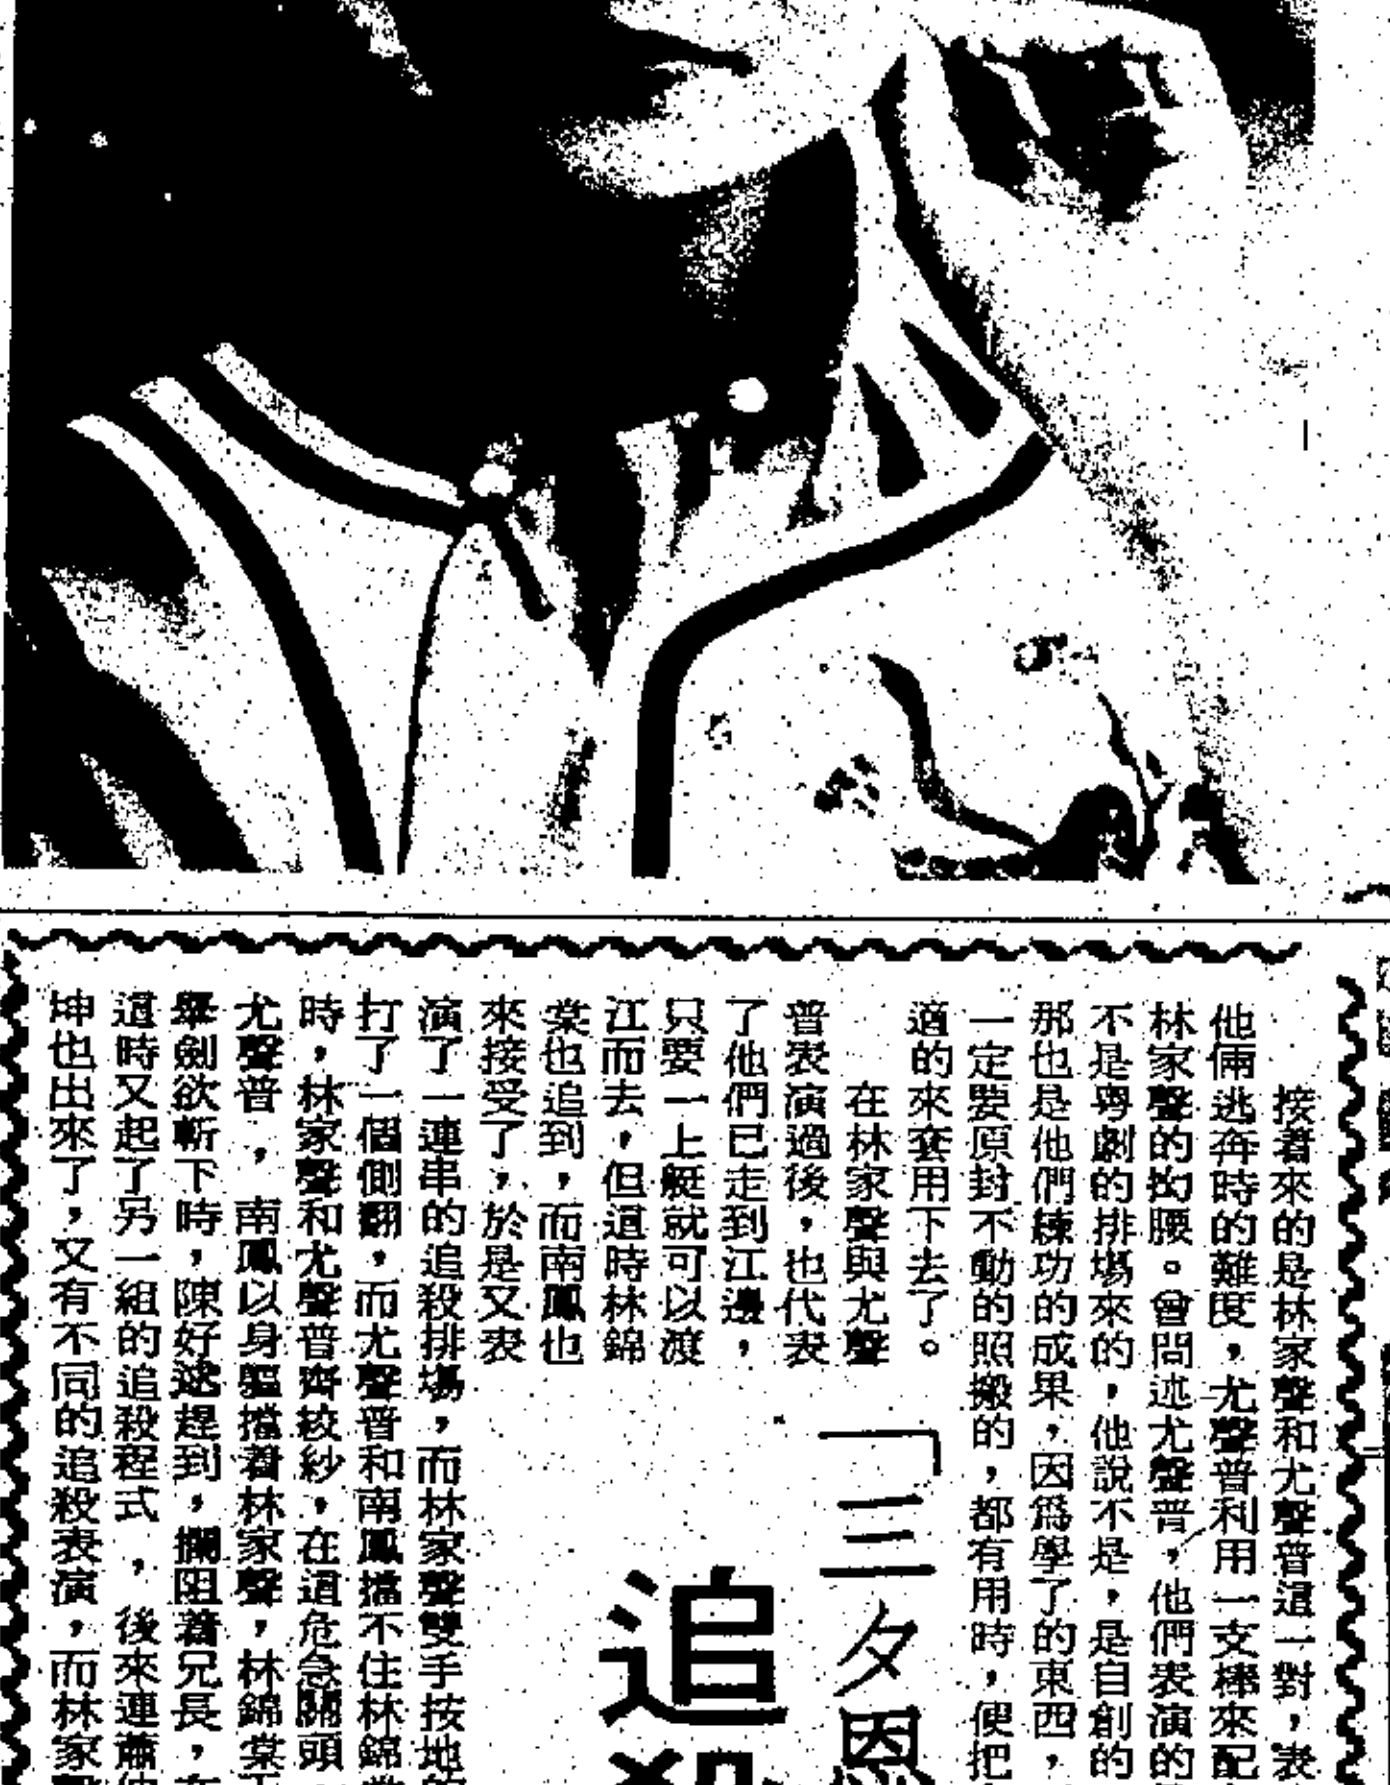 接着來的是林家聲和尤聲普這一對，表
他倆逃奔時的難度，尤聲普利用一支棒來配
林家聲的拗腰。曾問过尤聲普，他們表演的
不是粵劇的排場來的，他說不是，是自創的
那也是他們練功的成果，因爲學了的東西，
一定要原封不動的照搬的，都有用時，便把
適的來套用下去了。
在林家聲與尤聲
普表演過後，也代表
了他們已走到江邊，
只要一上艇就可以渡
江而去，但這時林錦
棠也追到，而南鳳也
來接受了，於是又表
演了一連串的追殺排場，而林家聲雙手按地的
打了一個側翻，而尤聲普和南鳳擋不住林錦棠
時，林家聲和尤聲普齊絞紗，在這危急關頭
尤聲普，南鳳以身軀擋着林家聲，林錦棠正
舉劍欲斬下時，陳好逑趕到，攔阻着兄長，在
這時又起了另一組的追殺程式，後來連蕭仲
坤也出來了，又有不同的追殺表演，而林家聲
「三夕恩
追殺